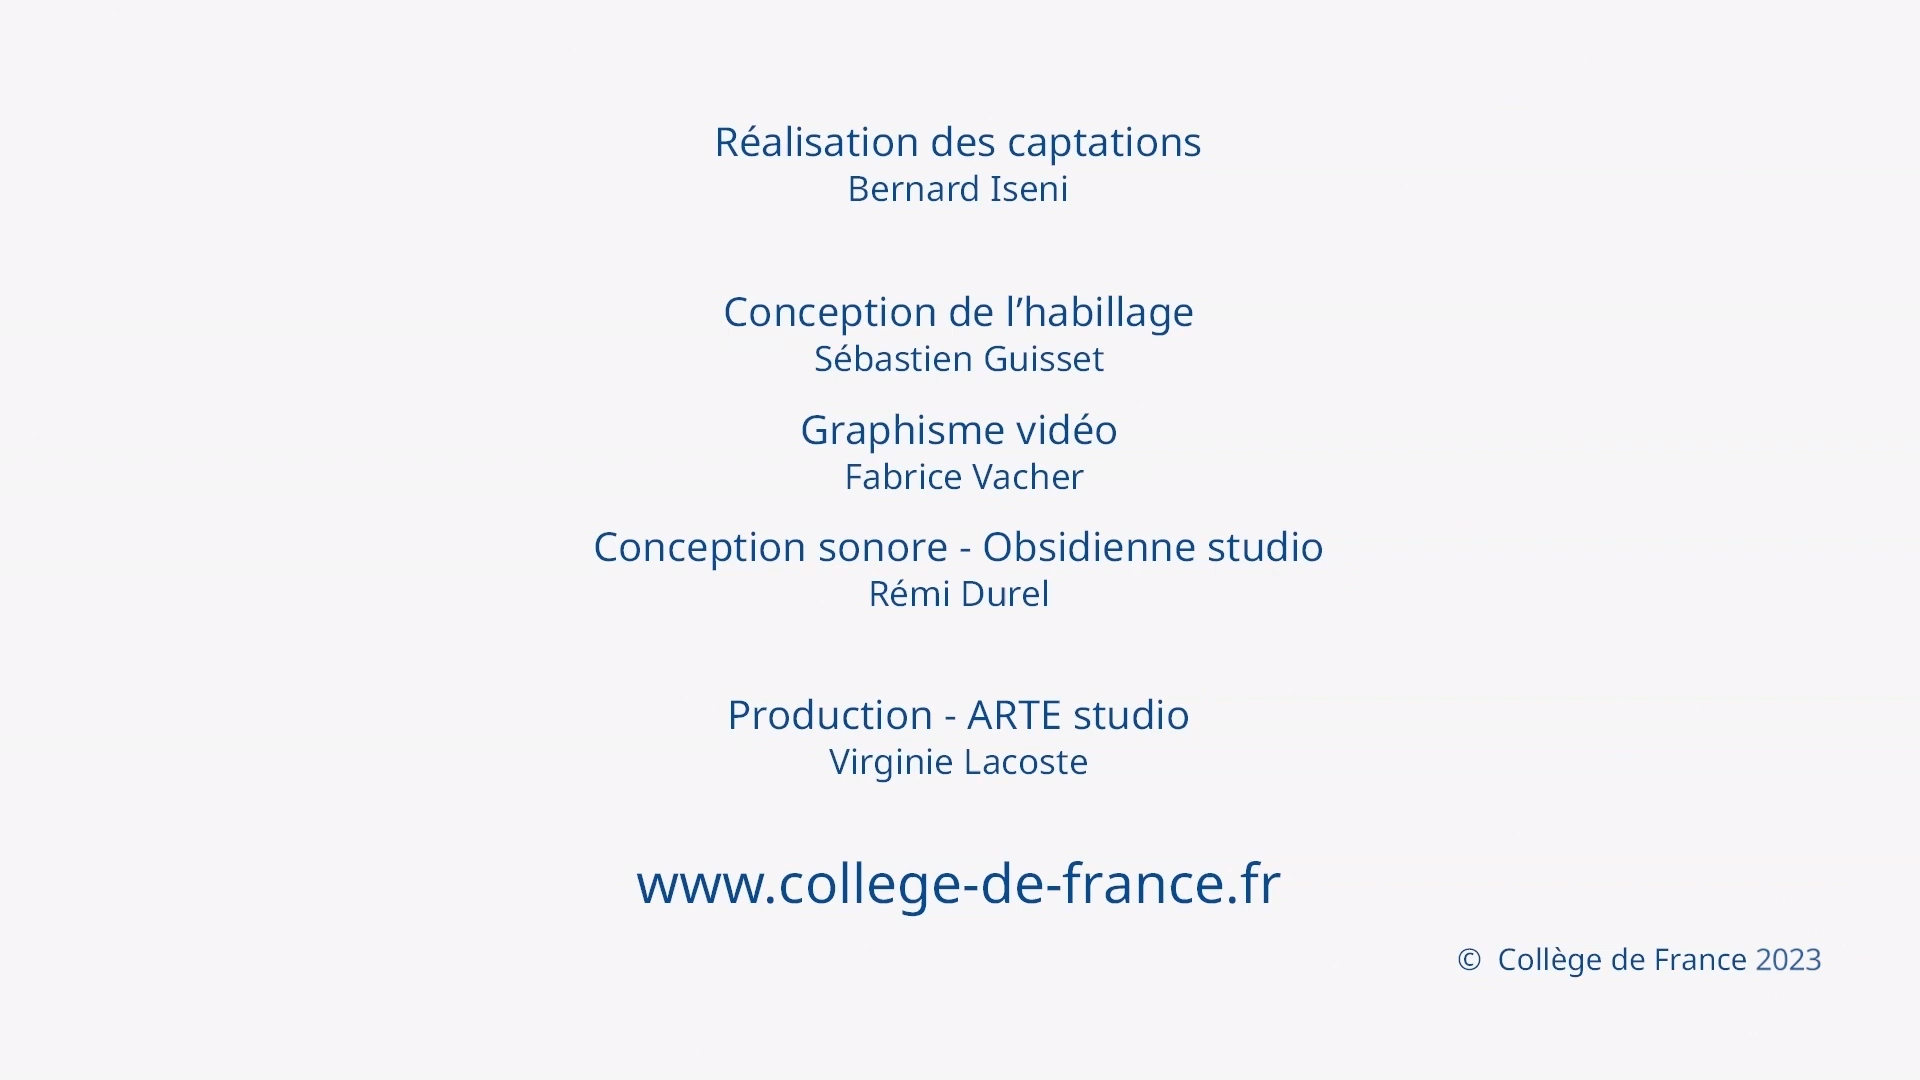 Réalisation des captations
Bernard Iseni
Conception de l’habillage
Sébastien Guisset
Graphisme vidéo
Fabrice Vacher
Conception sonore - Obsidienne studio
Rémi Durel
Production - ARTE studio
Virginie Lacoste
www.college-de-france.fr
© Collège de France 2023